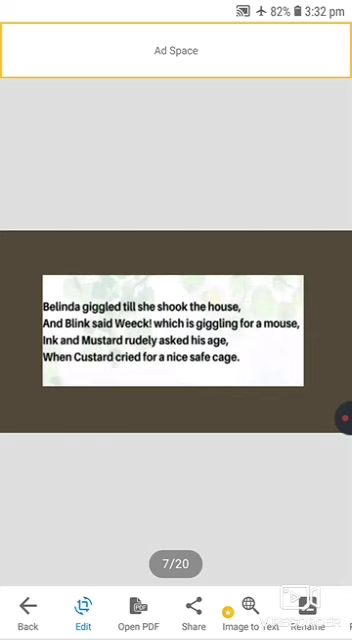 82% 3:32 pm
Ad Space
Belinda giggled till she shook the house,
And Blink said Weeck! which is giggling for a mouse,
Ink and Mustard rudely asked his age,
When Custard cried for a nice safe cage.
7/20
PDF
Back Edit Open PDF Share Image to Text Rename
V RECORDER